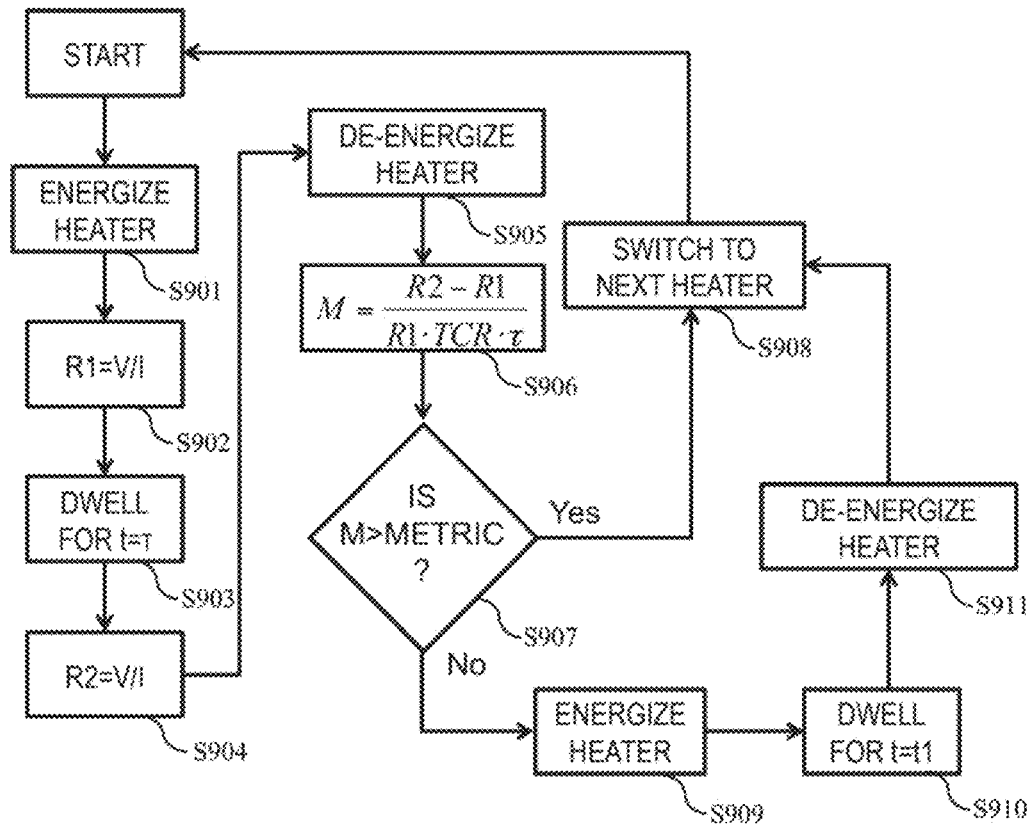 START
ENERGIZE
HEATER
S901
R1=V/I
S902
DWELL
FOR t=τ
S903
R2=V/I
S904
DE-ENERGIZE
HEATER
S905
M = (R2 − R1) / (R1 · TCR · τ)
S906
IS
M>METRIC
?
S907
Yes
No
SWITCH TO
NEXT HEATER
S908
ENERGIZE
HEATER
S909
DWELL
FOR t=t1
S910
DE-ENERGIZE
HEATER
S911